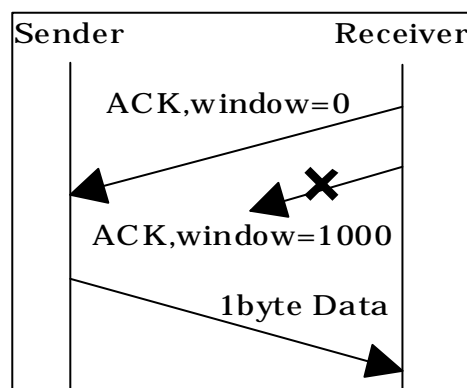 Sender Receiver
ACK,window=0
ACK,window=1000
1byte Data